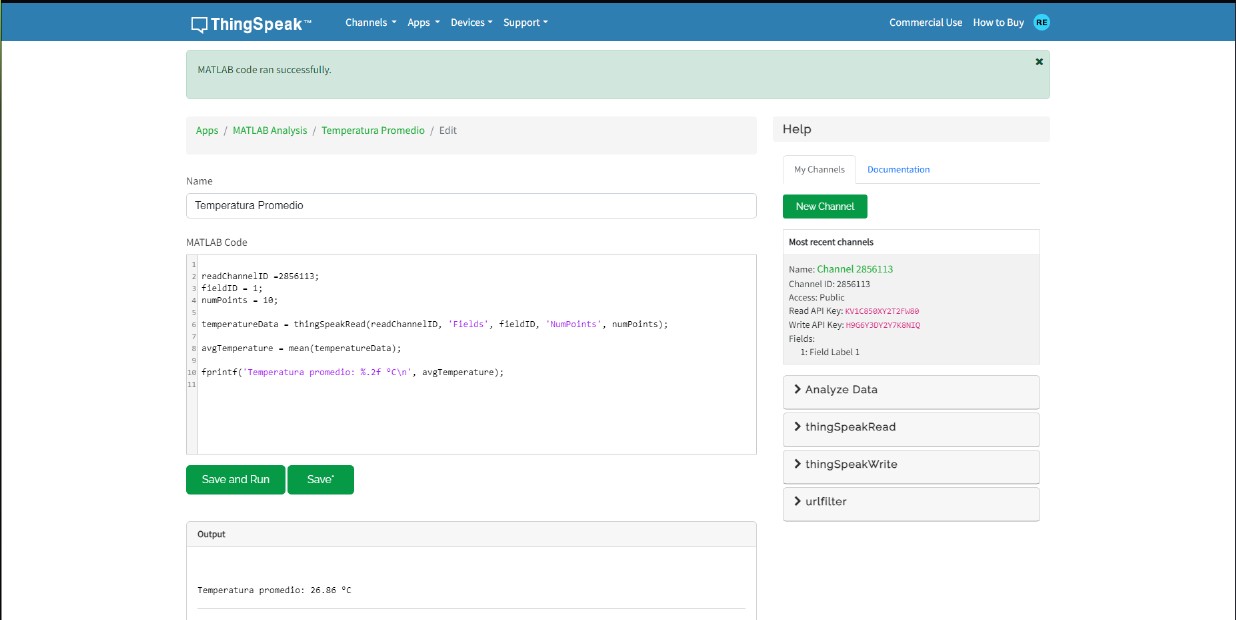 ThingSpeak™ Channels Apps Devices Support Commercial Use How to Buy RE
MATLAB code ran successfully.
Apps / MATLAB Analysis / Temperatura Promedio / Edit
Name
Temperatura Promedio
MATLAB Code
1
2 readChannelID =2856113;
3 fieldID = 1;
4 numPoints = 10;
5
6 temperatureData = thingSpeakRead(readChannelID, 'Fields', fieldID, 'NumPoints', numPoints);
7
8 avgTemperature = mean(temperatureData);
9
10 fprintf('Temperatura promedio: %.2f ºC\n', avgTemperature);
11
Save and Run Save*
Output
Temperatura promedio: 26.86 ºC
Help
My Channels Documentation
New Channel
Most recent channels
Name: Channel 2856113
Channel ID: 2856113
Access: Public
Read API Key: KV1C850XY2T2FW80
Write API Key: H9G6Y3DY2Y7K8NIQ
Fields:
1: Field Label 1
Analyze Data
thingSpeakRead
thingSpeakWrite
urlfilter